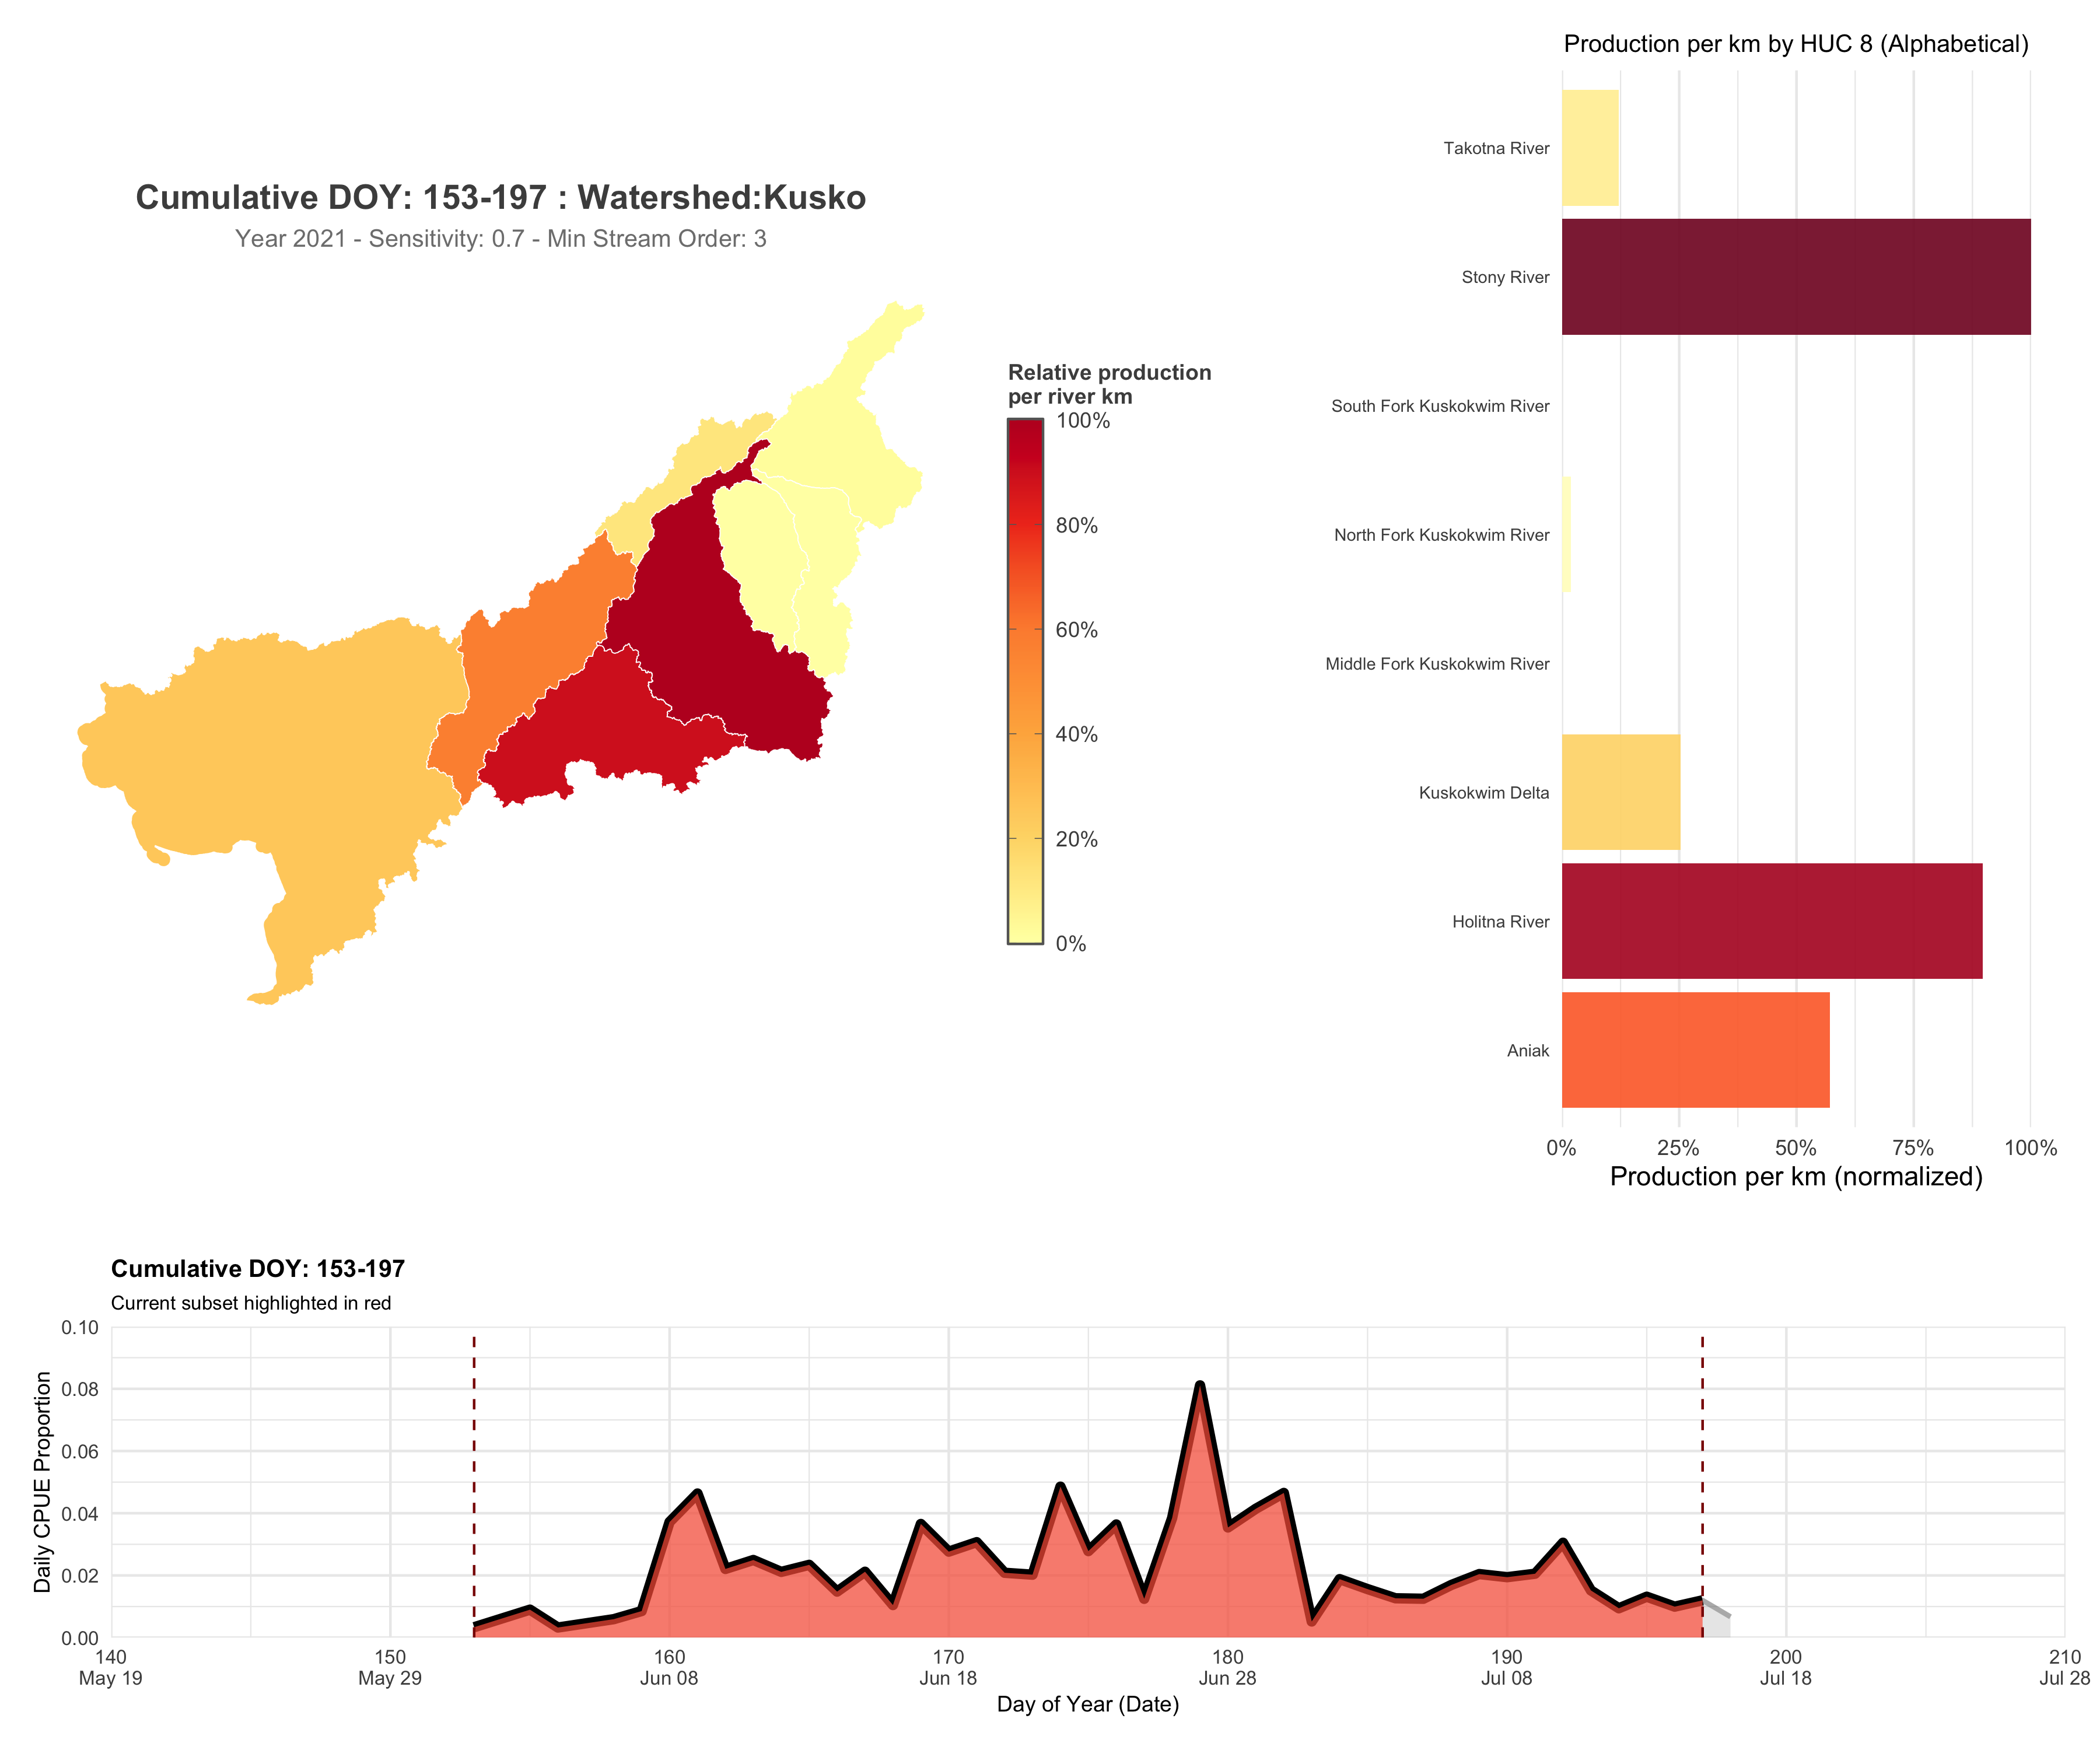 Production per km by HUC 8 (Alphabetical)
Takotna River
Stony River
South Fork Kuskokwim River
North Fork Kuskokwim River
Middle Fork Kuskokwim River
Kuskokwim Delta
Holitna River
Aniak
0% 25% 50% 75% 100%
Production per km (normalized)
Cumulative DOY: 153-197 : Watershed:Kusko
Year 2021 - Sensitivity: 0.7 - Min Stream Order: 3
Relative production
per river km
100%
80%
60%
40%
20%
0%
Cumulative DOY: 153-197
Current subset highlighted in red
Daily CPUE Proportion
0.10
0.08
0.06
0.04
0.02
0.00
140 150 160 170 180 190 200 210
May 19 May 29 Jun 08 Jun 18 Jun 28 Jul 08 Jul 18 Jul 28
Day of Year (Date)